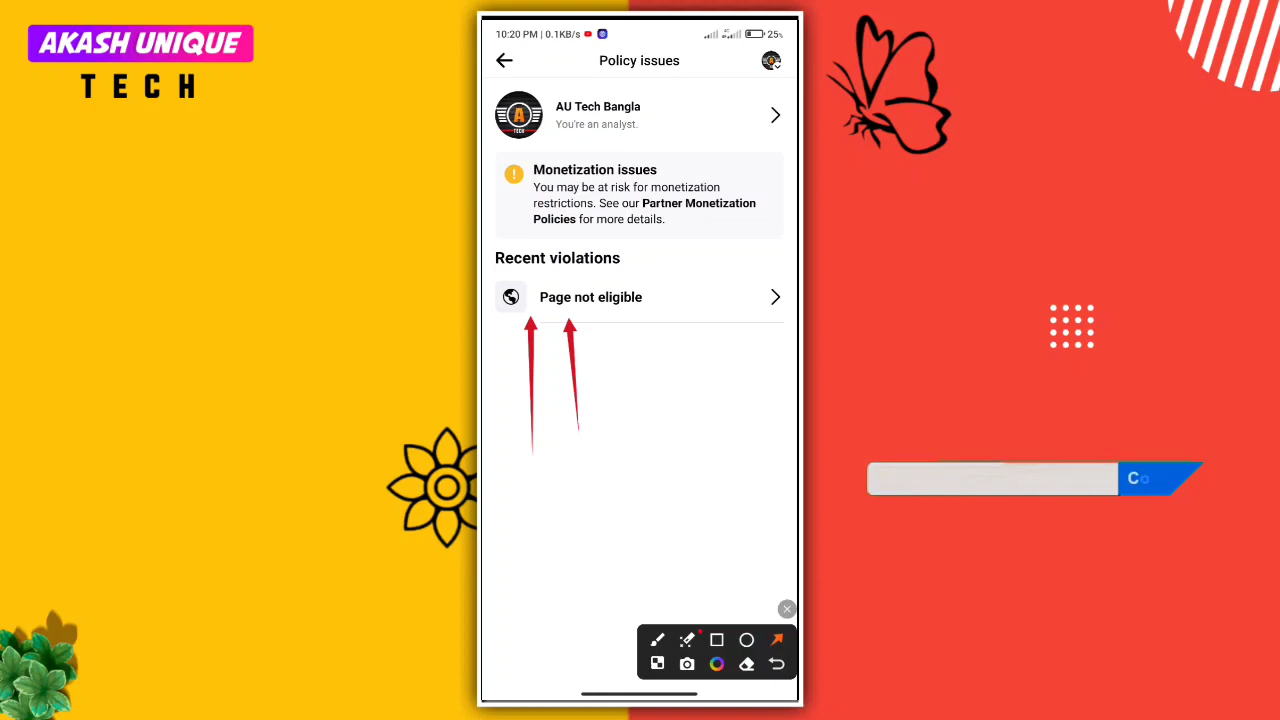 AKASH UNIQUE
TECH
10:20 PM | 0.1KB/s
25%
Policy issues
AU Tech Bangla
You're an analyst.
Monetization issues
You may be at risk for monetization
restrictions. See our Partner Monetization
Policies for more details.
Recent violations
Page not eligible
A
TECH
Co